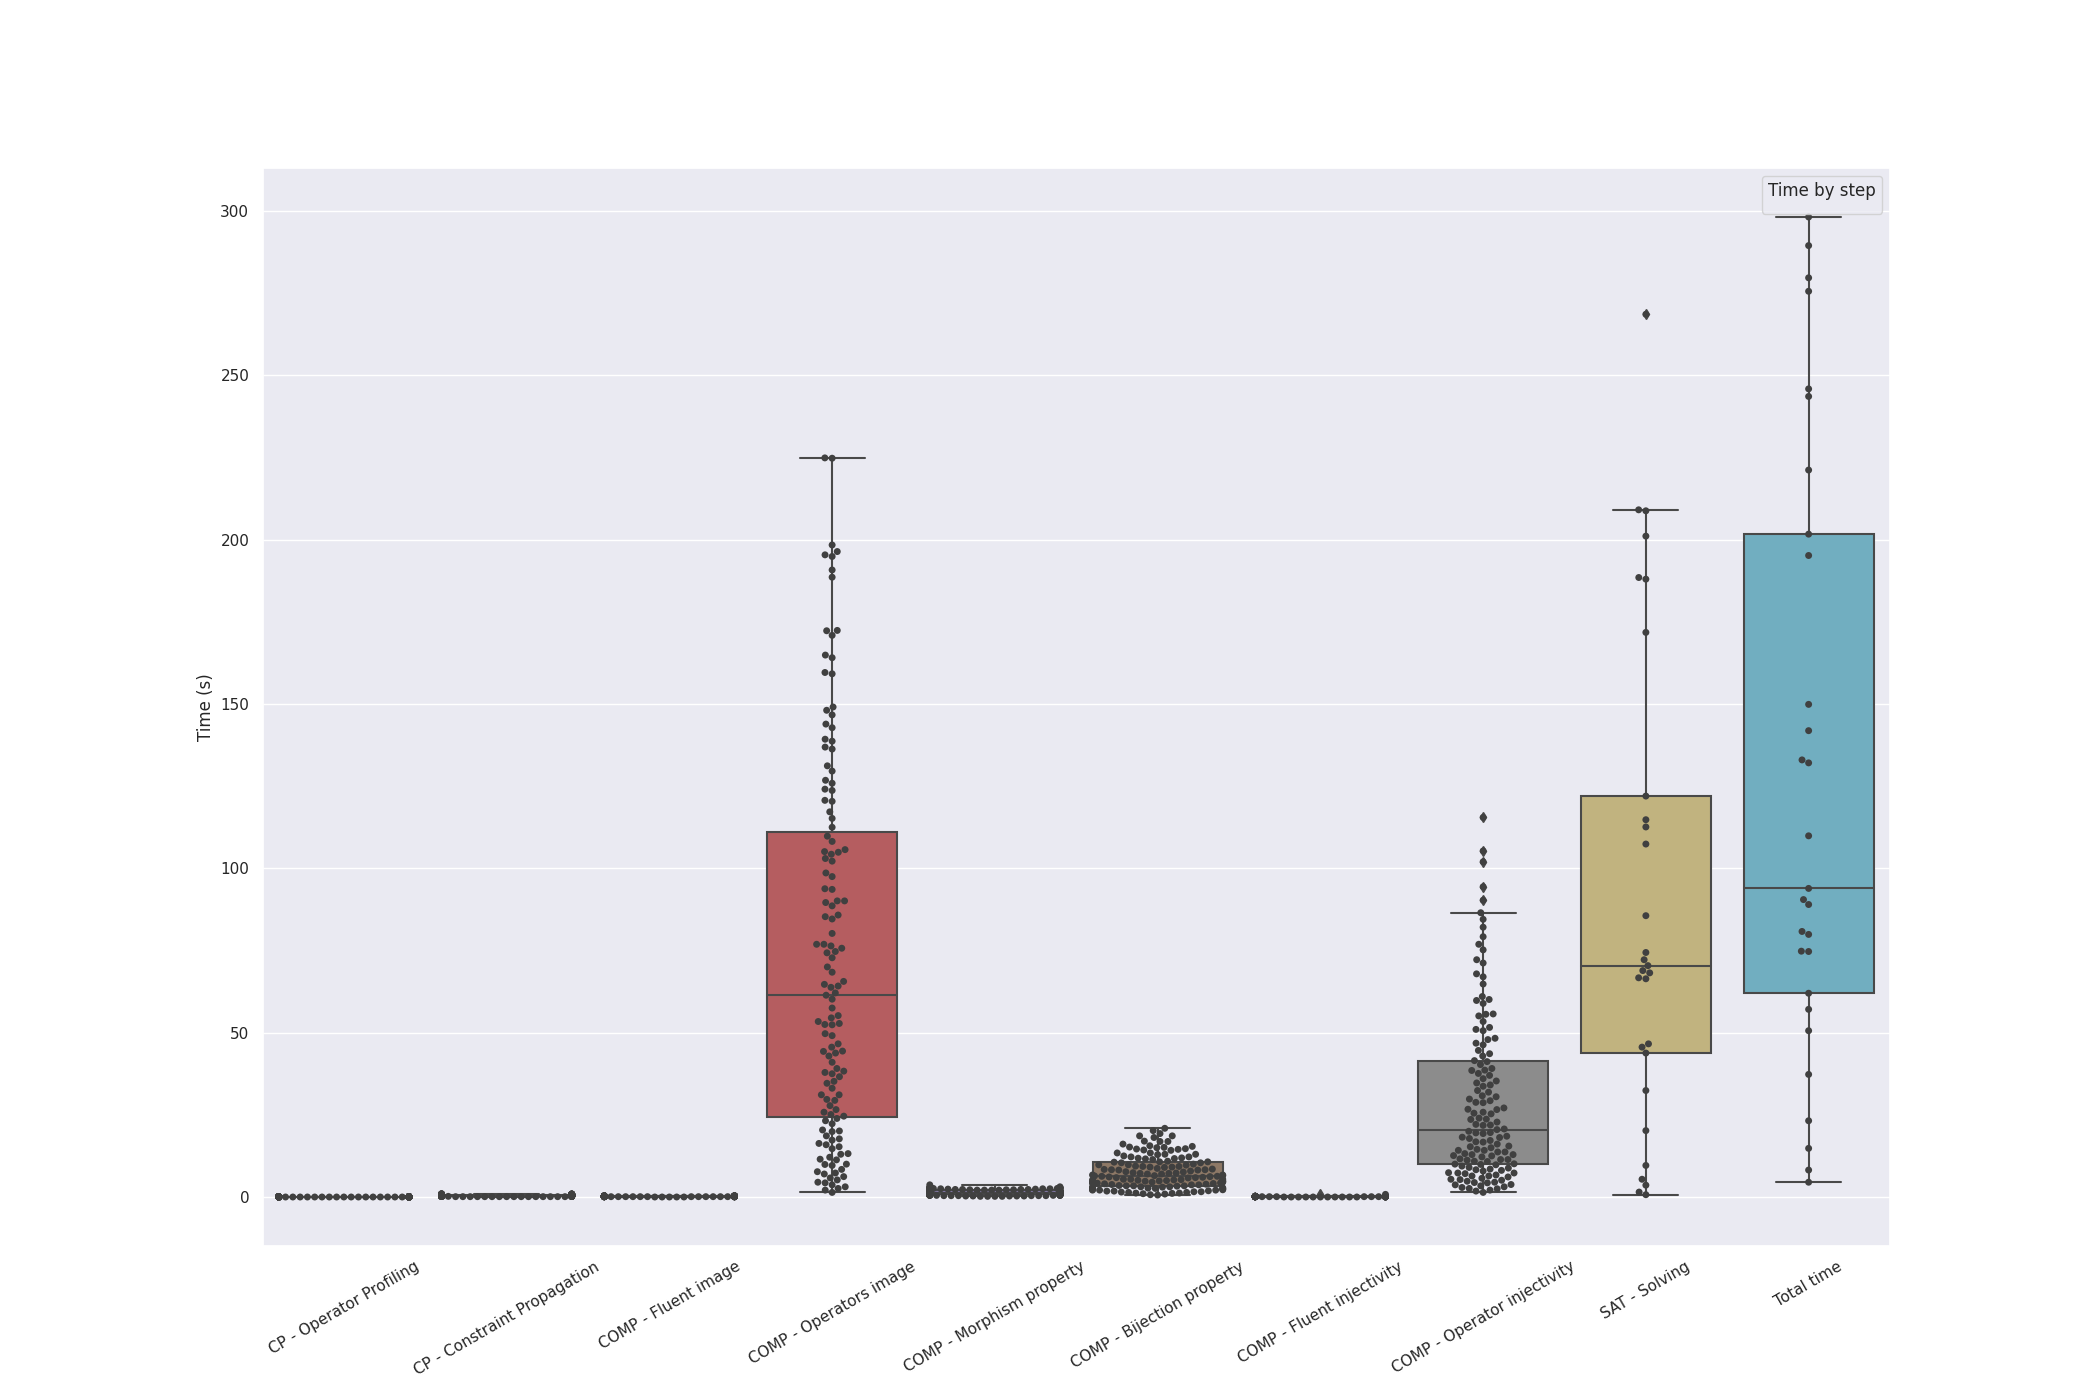 Time by step
300
250
200
150
100
50
0
Time (s)
CP - Operator Profiling
CP - Constraint Propagation
COMP - Fluent image
COMP - Operators image
COMP - Morphism property
COMP - Bijection property
COMP - Fluent injectivity
COMP - Operator injectivity
SAT - Solving
Total time